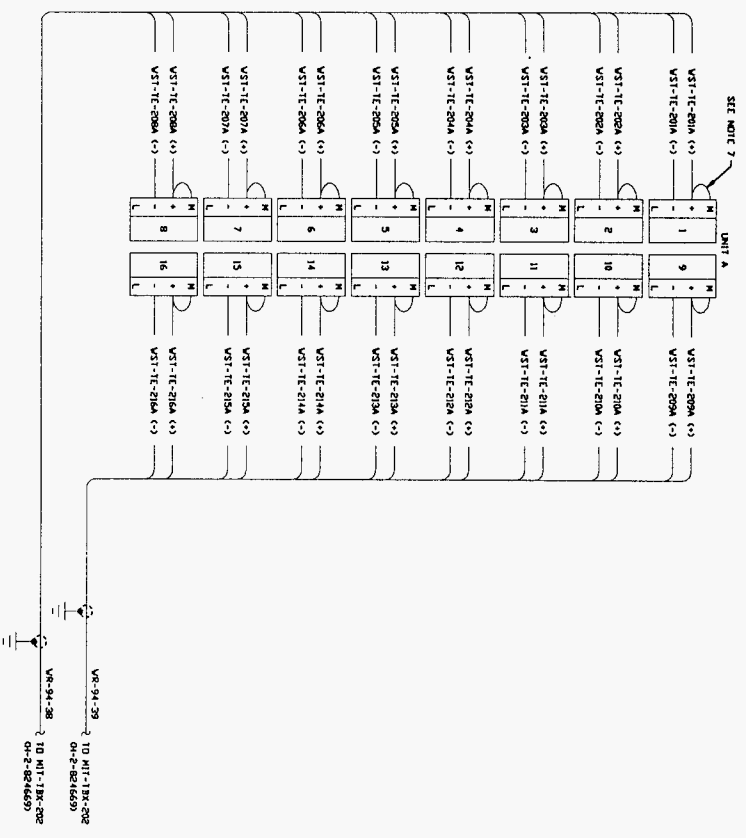 SEE NOTE 7
UNIT A
VST-TE-201A (+)
VST-TE-201A (-)
H
+
-
L
1
9
H
+
-
L
VST-TE-209A (+)
VST-TE-209A (-)
VST-TE-202A (+)
VST-TE-202A (-)
H
+
-
L
2
10
H
+
-
L
VST-TE-210A (+)
VST-TE-210A (-)
VST-TE-203A (+)
VST-TE-203A (-)
H
+
-
L
3
11
H
+
-
L
VST-TE-211A (+)
VST-TE-211A (-)
VST-TE-204A (+)
VST-TE-204A (-)
H
+
-
L
4
12
H
+
-
L
VST-TE-212A (+)
VST-TE-212A (-)
VST-TE-205A (+)
VST-TE-205A (-)
H
+
-
L
5
13
H
+
-
L
VST-TE-213A (+)
VST-TE-213A (-)
VST-TE-206A (+)
VST-TE-206A (-)
H
+
-
L
6
14
H
+
-
L
VST-TE-214A (+)
VST-TE-214A (-)
VST-TE-207A (+)
VST-TE-207A (-)
H
+
-
L
7
15
H
+
-
L
VST-TE-215A (+)
VST-TE-215A (-)
VST-TE-208A (+)
VST-TE-208A (-)
H
+
-
L
8
16
H
+
-
L
VST-TE-216A (+)
VST-TE-216A (-)
VR-94-39
TO MIT-TBX-202
(H-2-824669)
VR-94-38
TO MIT-TBX-202
(H-2-824669)